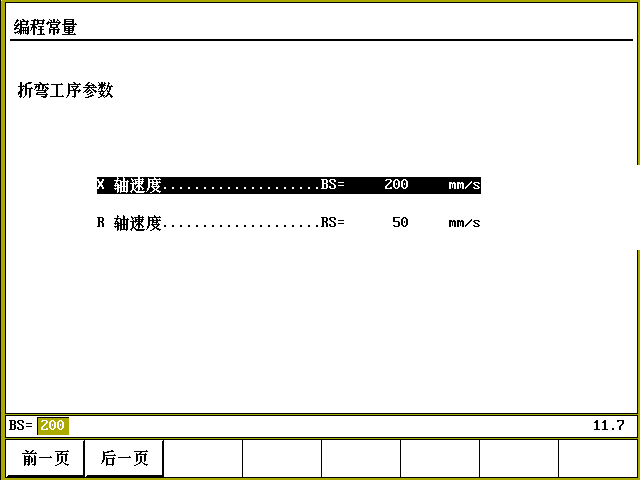 编程常量
折弯工序参数
X 轴速度....................BS= 200 mm/s
R 轴速度....................RS= 50 mm/s
BS= 200 11.7
前一页 后一页